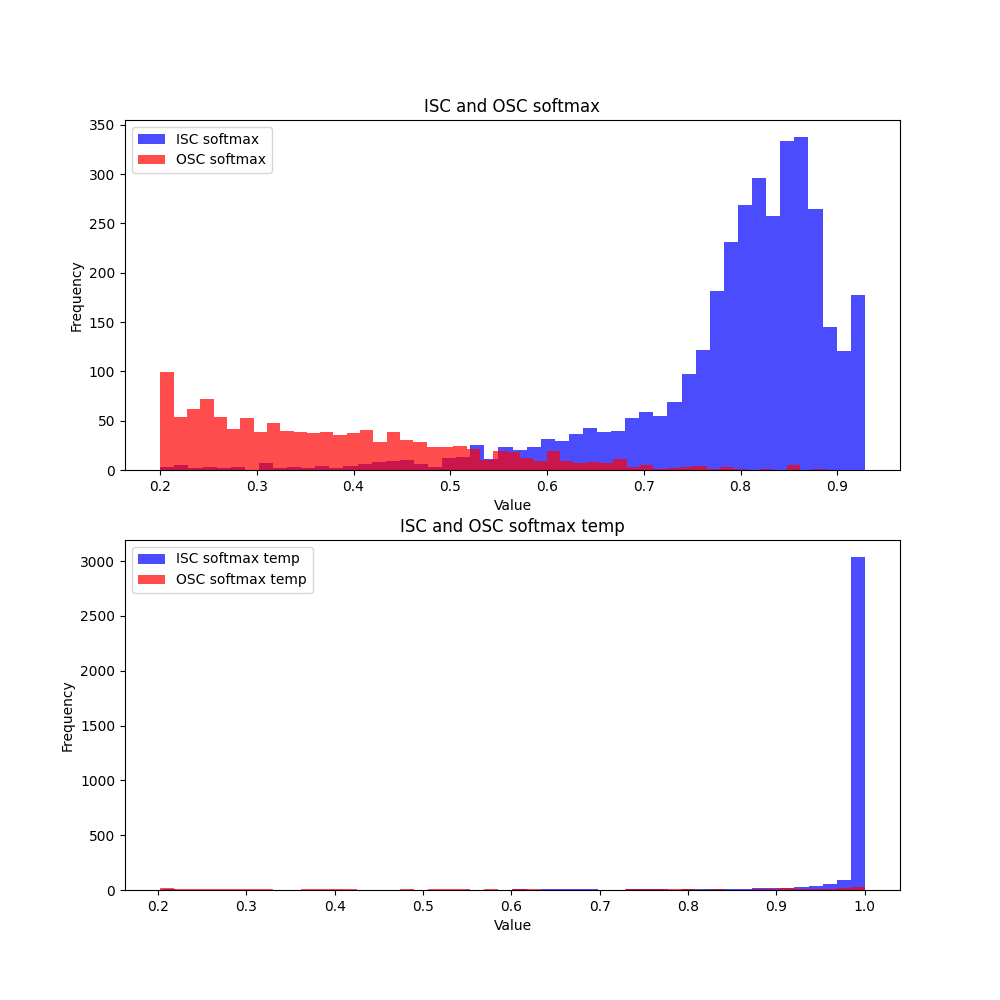 ISC and OSC softmax
350
300
250
200
150
100
50
0
Frequency
ISC softmax
OSC softmax
0.2 0.3 0.4 0.5 0.6 0.7 0.8 0.9
Value
ISC and OSC softmax temp
3000
2500
2000
1500
1000
500
0
Frequency
ISC softmax temp
OSC softmax temp
0.2 0.3 0.4 0.5 0.6 0.7 0.8 0.9 1.0
Value